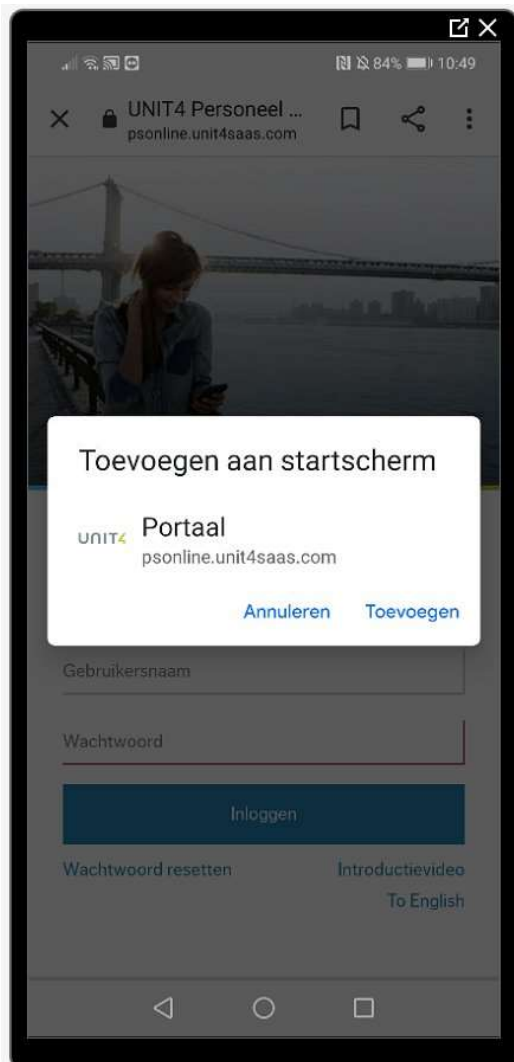 84% 10:49
UNIT4 Personeel ...
psonline.unit4saas.com
Toevoegen aan startscherm
UNIT4
Portaal
psonline.unit4saas.com
Annuleren Toevoegen
Gebruikersnaam
Wachtwoord
Inloggen
Wachtwoord resetten Introductievideo
To English